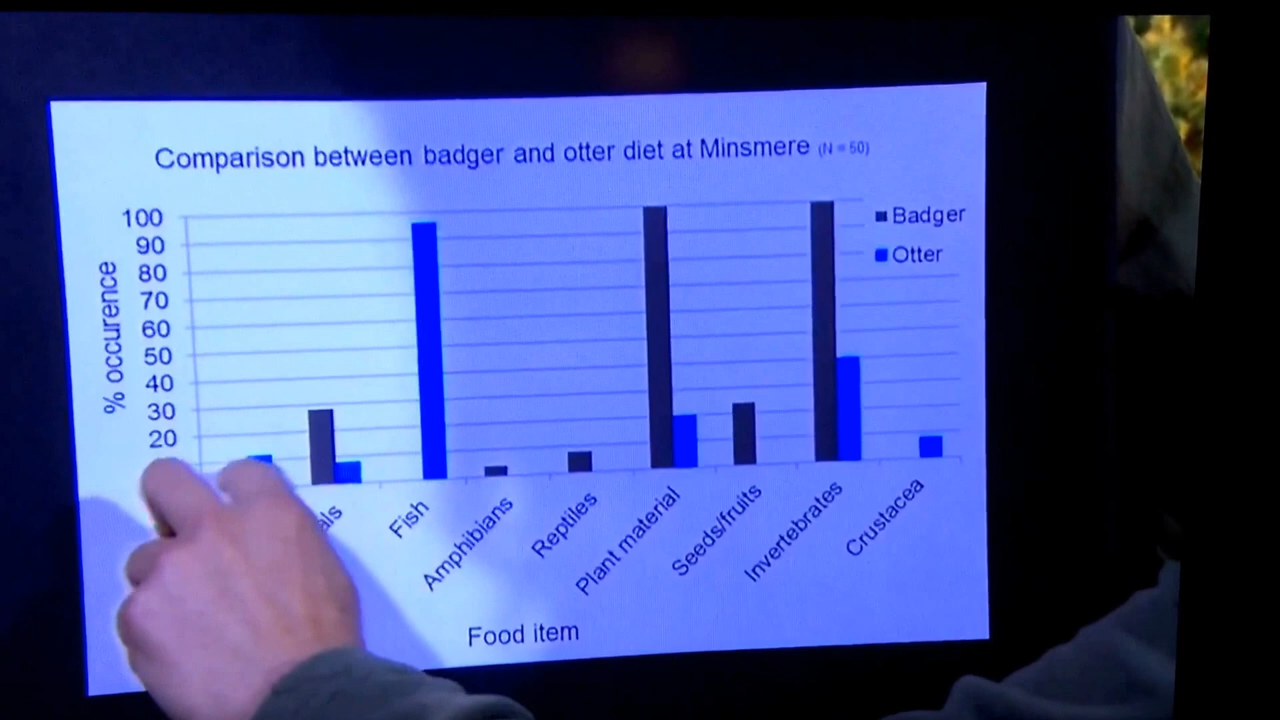 Comparison between badger and otter diet at Minsmere (N = 50)
100
90
80
70
60
50
40
30
20
% occurence
Badger
Otter
als
Fish
Amphibians
Reptiles
Plant material
Seeds/fruits
Invertebrates
Crustacea
Food item